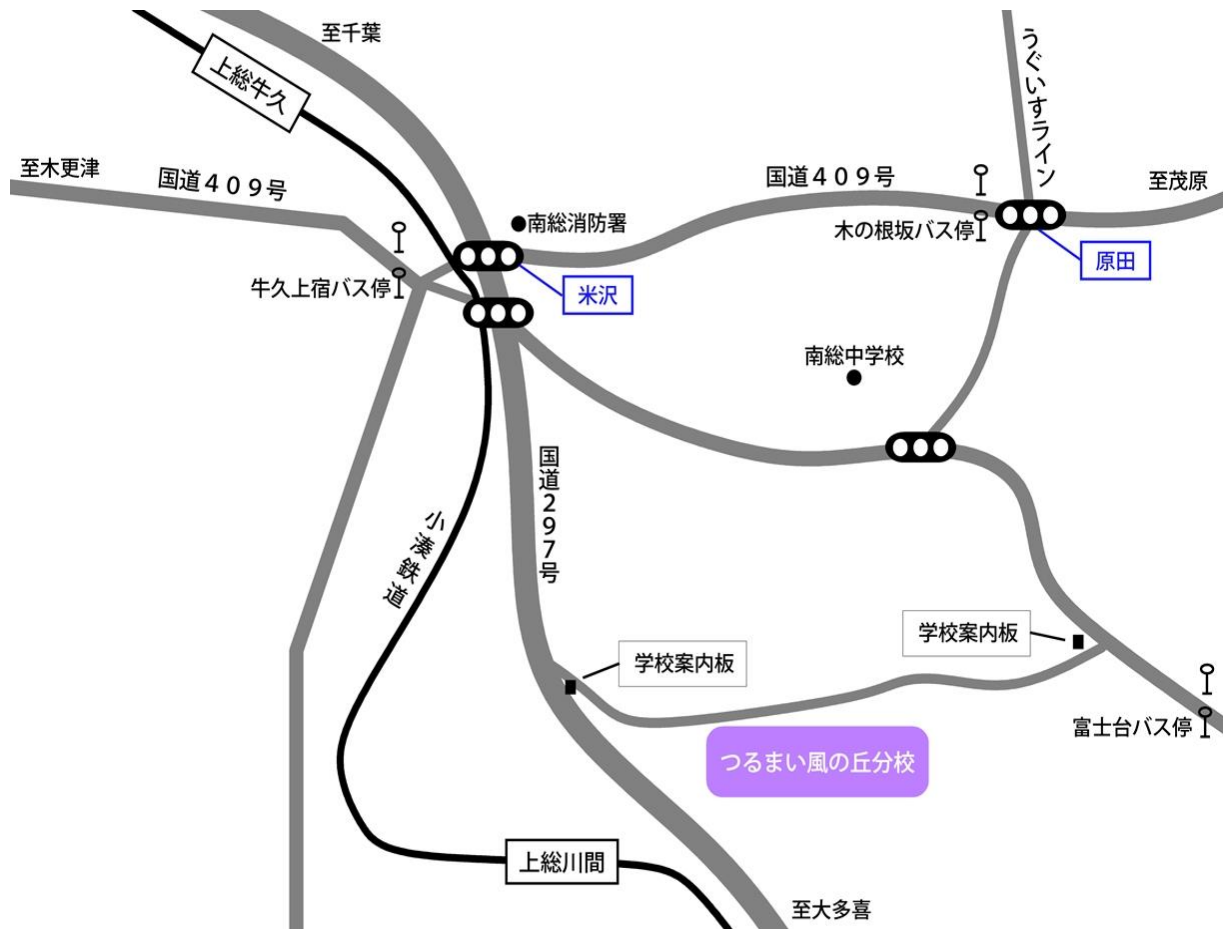 至千葉
上総牛久
うぐいすライン
至木更津
国道409号
国道409号
至茂原
南総消防署
木の根坂バス停
原田
牛久上宿バス停
米沢
南総中学校
国道297号
小湊鉄道
学校案内板
学校案内板
富士台バス停
つるまい風の丘分校
上総川間
至大多喜